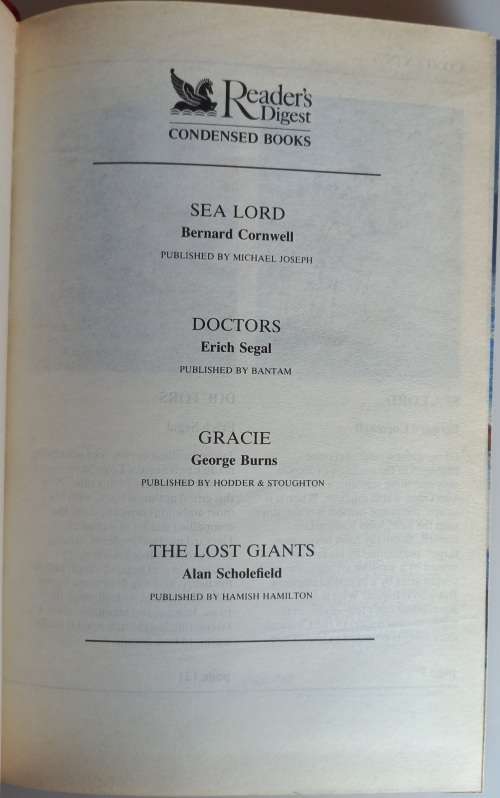 Reader's
Digest
CONDENSED BOOKS
SEA LORD
Bernard Cornwell
PUBLISHED BY MICHAEL JOSEPH
DOCTORS
Erich Segal
PUBLISHED BY BANTAM
GRACIE
George Burns
PUBLISHED BY HODDER & STOUGHTON
THE LOST GIANTS
Alan Scholefield
PUBLISHED BY HAMISH HAMILTON